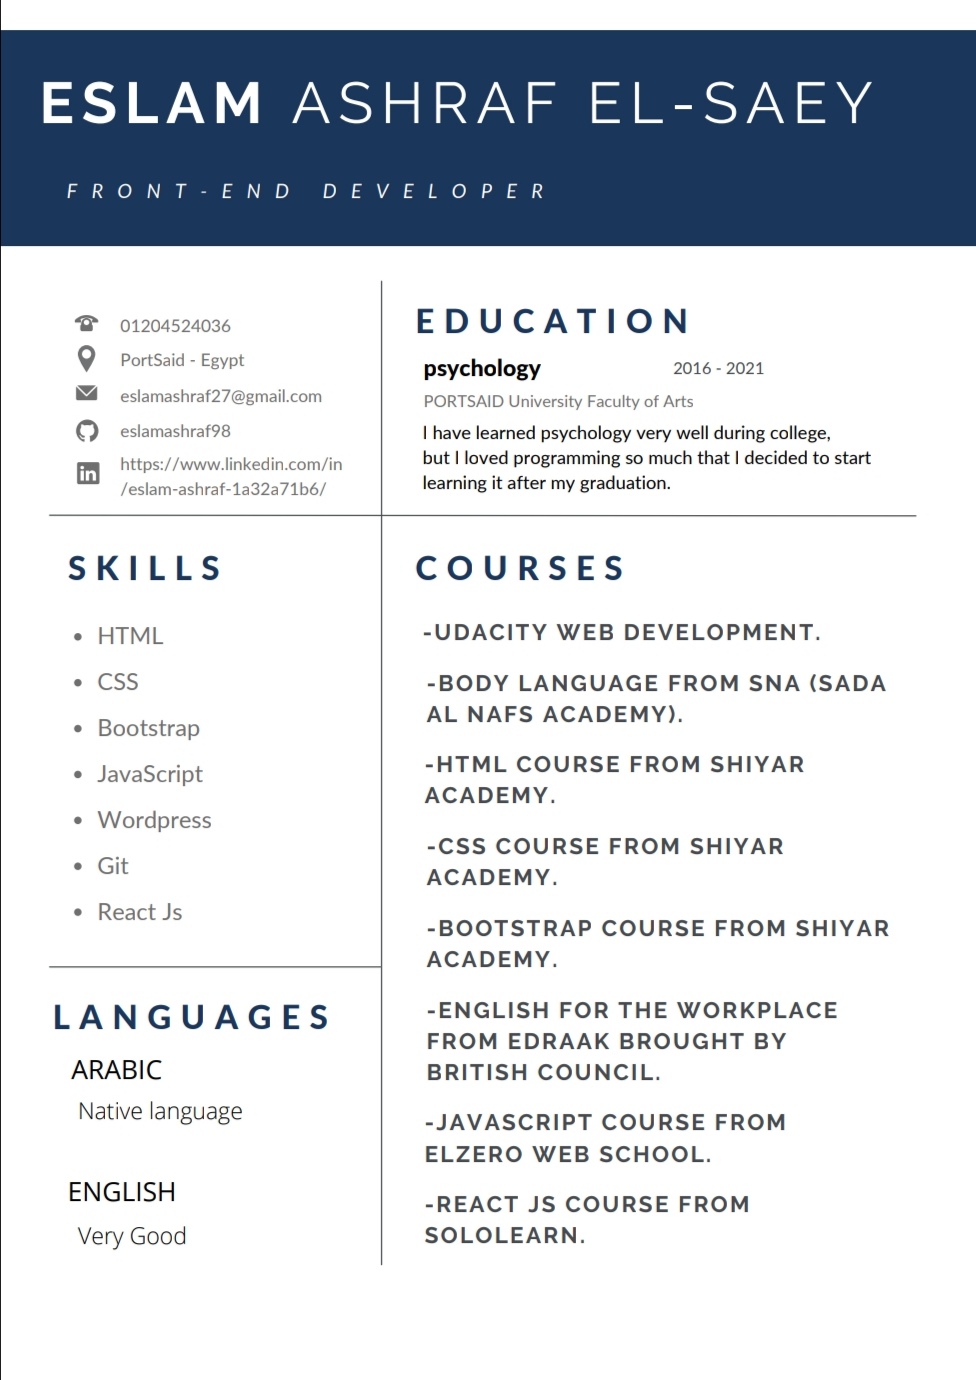 ESLAM ASHRAF EL-SAEY
FRONT-END DEVELOPER
01204524036
PortSaid - Egypt
eslamashraf27@gmail.com
eslamashraf98
in
https://www.linkedin.com/in
/eslam-ashraf-1a32a71b6/
EDUCATION
psychology 2016 - 2021
PORTSAID University Faculty of Arts
I have learned psychology very well during college,
but I loved programming so much that I decided to start
learning it after my graduation.
SKILLS
• HTML
• CSS
• Bootstrap
• JavaScript
• Wordpress
• Git
• React Js
LANGUAGES
ARABIC
Native language
ENGLISH
Very Good
COURSES
-UDACITY WEB DEVELOPMENT.
-BODY LANGUAGE FROM SNA (SADA
AL NAFS ACADEMY).
-HTML COURSE FROM SHIYAR
ACADEMY.
-CSS COURSE FROM SHIYAR
ACADEMY.
-BOOTSTRAP COURSE FROM SHIYAR
ACADEMY.
-ENGLISH FOR THE WORKPLACE
FROM EDRAAK BROUGHT BY
BRITISH COUNCIL.
-JAVASCRIPT COURSE FROM
ELZERO WEB SCHOOL.
-REACT JS COURSE FROM
SOLOLEARN.